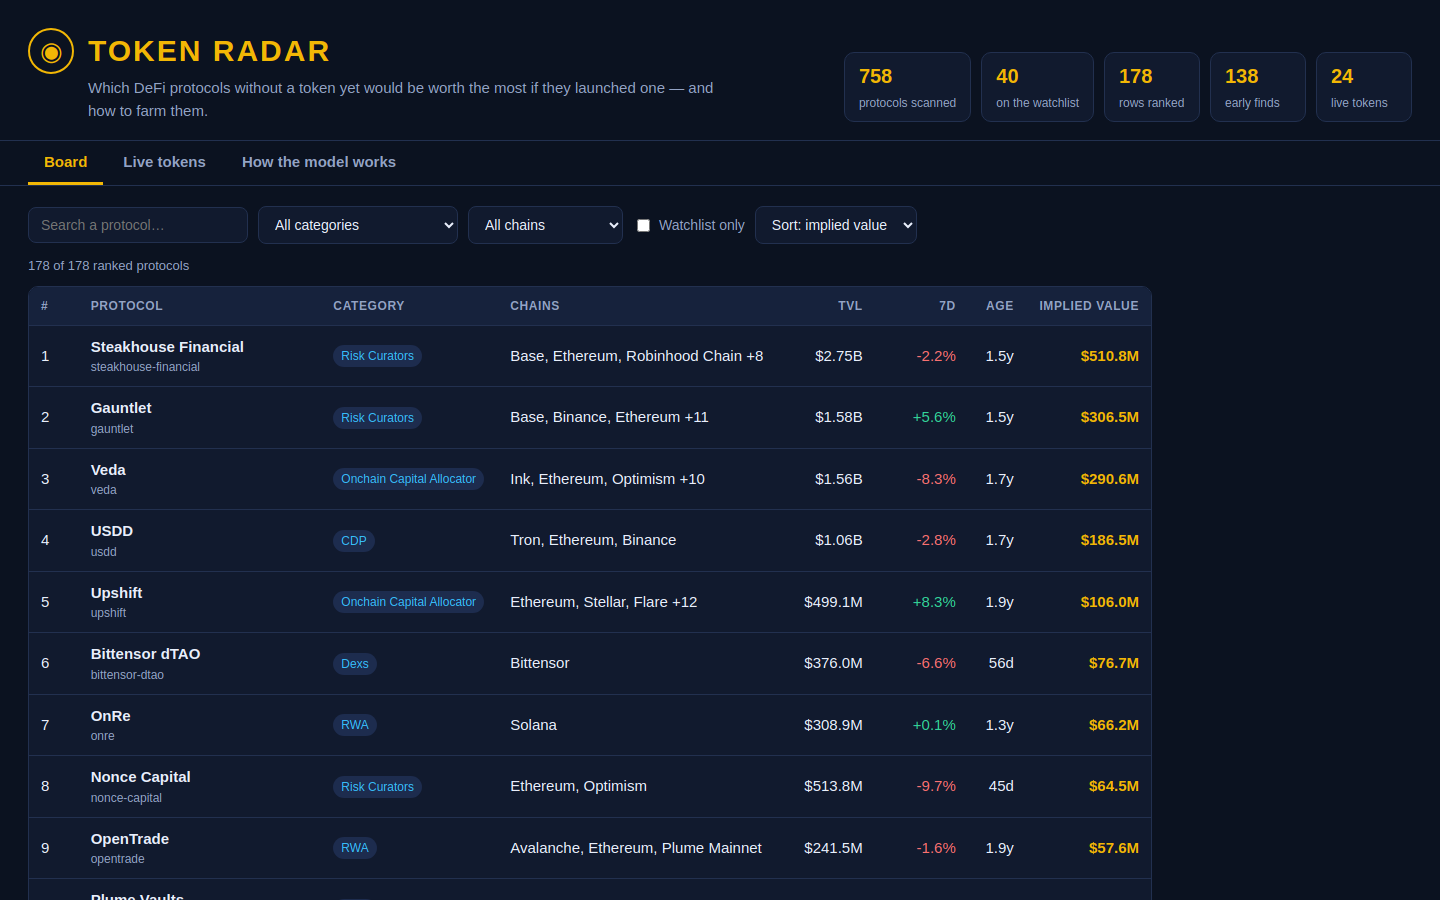 TOKEN RADAR
Which DeFi protocols without a token yet would be worth the most if they launched one — and
how to farm them.
758
protocols scanned
40
on the watchlist
178
rows ranked
138
early finds
24
live tokens
Board Live tokens How the model works
Search a protocol… All categories All chains Watchlist only Sort: implied value
178 of 178 ranked protocols
# PROTOCOL CATEGORY CHAINS TVL 7D AGE IMPLIED VALUE
1 Steakhouse Financial Risk Curators Base, Ethereum, Robinhood Chain +8 $2.75B -2.2% 1.5y $510.8M
steakhouse-financial
2 Gauntlet Risk Curators Base, Binance, Ethereum +11 $1.58B +5.6% 1.5y $306.5M
gauntlet
3 Veda Onchain Capital Allocator Ink, Ethereum, Optimism +10 $1.56B -8.3% 1.7y $290.6M
veda
4 USDD CDP Tron, Ethereum, Binance $1.06B -2.8% 1.7y $186.5M
usdd
5 Upshift Onchain Capital Allocator Ethereum, Stellar, Flare +12 $499.1M +8.3% 1.9y $106.0M
upshift
6 Bittensor dTAO Dexs Bittensor $376.0M -6.6% 56d $76.7M
bittensor-dtao
7 OnRe RWA Solana $308.9M +0.1% 1.3y $66.2M
onre
8 Nonce Capital Risk Curators Ethereum, Optimism $513.8M -9.7% 45d $64.5M
nonce-capital
9 OpenTrade RWA Avalanche, Ethereum, Plume Mainnet $241.5M -1.6% 1.9y $57.6M
opentrade
Plume Vaults